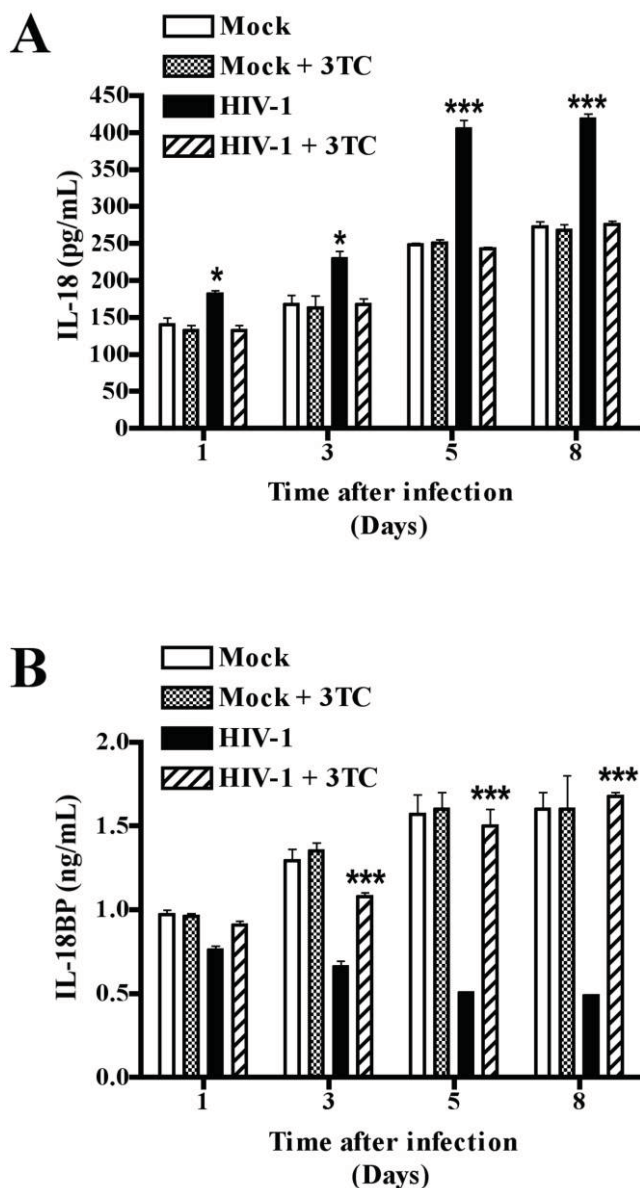 A
Mock
Mock + 3TC
HIV-1
HIV-1 + 3TC
IL-18 (pg/mL)
450
400
350
300
250
200
150
100
50
0
*
*
***
***
1 3 5 8
Time after infection
(Days)
B
Mock
Mock + 3TC
HIV-1
HIV-1 + 3TC
IL-18BP (ng/mL)
2.0
1.5
1.0
0.5
0.0
***
***
***
1 3 5 8
Time after infection
(Days)